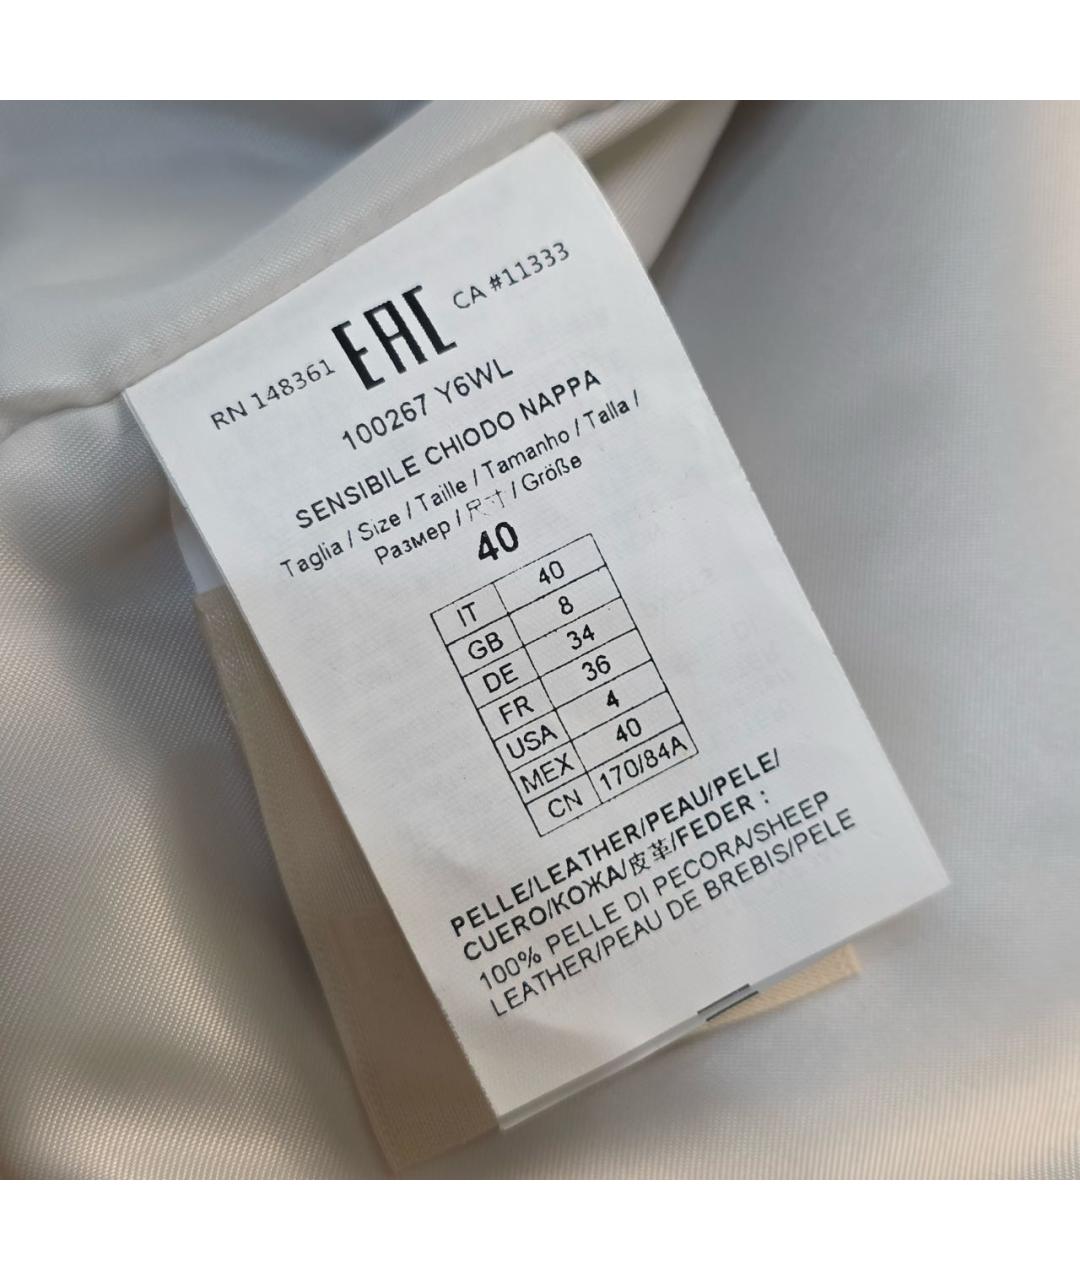 RN 148361 EAC CA #11333
100267 Y6WL
SENSIBILE CHIODO NAPPA
Taglia / Size / Taille / Tamanho / Talla /
Размер / 尺寸 / Größe
40
IT 40
GB 8
DE 34
FR 36
USA 4
MEX 40
CN 170/84A
PELLE/LEATHER/PEAU/PELE/
CUERO/КОЖА/皮革/FEDER :
100% PELLE DI PECORA/SHEEP
LEATHER/PEAU DE BREBIS/PELE